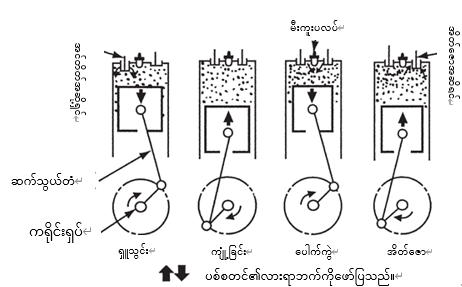 မီးကူးပလပ်
ဆက်သွယ်တံ
ကရိုင်းရှပ်
ရှူသွင်း
ကျုံ့ခြင်း
ပေါက်ကွဲ
အိတ်ဇော
ပစ်စတင်၏လားရာဘက်ကိုဖော်ပြသည်။